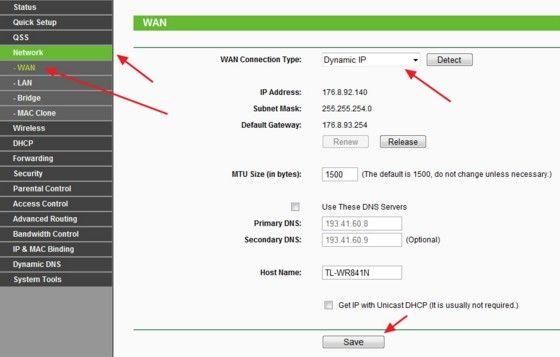 Status
Quick Setup
QSS
Network
- WAN
- LAN
- Bridge
- MAC Clone
Wireless
DHCP
Forwarding
Security
Parental Control
Access Control
Advanced Routing
Bandwidth Control
IP & MAC Binding
Dynamic DNS
System Tools
WAN
WAN Connection Type: Dynamic IP Detect
IP Address: 176.8.92.140
Subnet Mask: 255.255.254.0
Default Gateway: 176.8.93.254
Renew Release
MTU Size (in bytes): 1500 (The default is 1500, do not change unless necessary.)
Use These DNS Servers
Primary DNS: 193.41.60.8
Secondary DNS: 193.41.60.9 (Optional)
Host Name: TL-WR841N
Get IP with Unicast DHCP (It is usually not required.)
Save